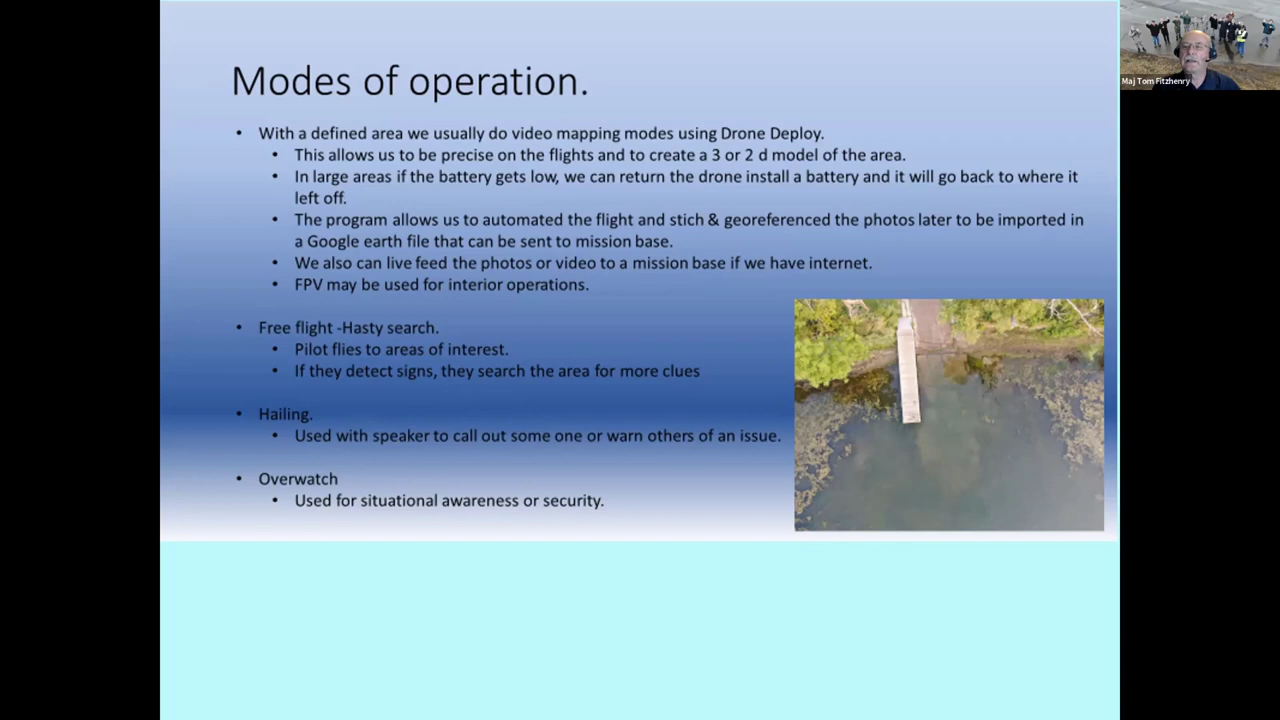 Modes of operation.
• With a defined area we usually do video mapping modes using Drone Deploy.
• This allows us to be precise on the flights and to create a 3 or 2 d model of the area.
• In large areas if the battery gets low, we can return the drone install a battery and it will go back to where it
left off.
• The program allows us to automated the flight and stich & georeferenced the photos later to be imported in
a Google earth file that can be sent to mission base.
• We also can live feed the photos or video to a mission base if we have internet.
• FPV may be used for interior operations.
• Free flight -Hasty search.
• Pilot flies to areas of interest.
• If they detect signs, they search the area for more clues
• Hailing.
• Used with speaker to call out some one or warn others of an issue.
• Overwatch
• Used for situational awareness or security.
Maj Tom Fitzhenry